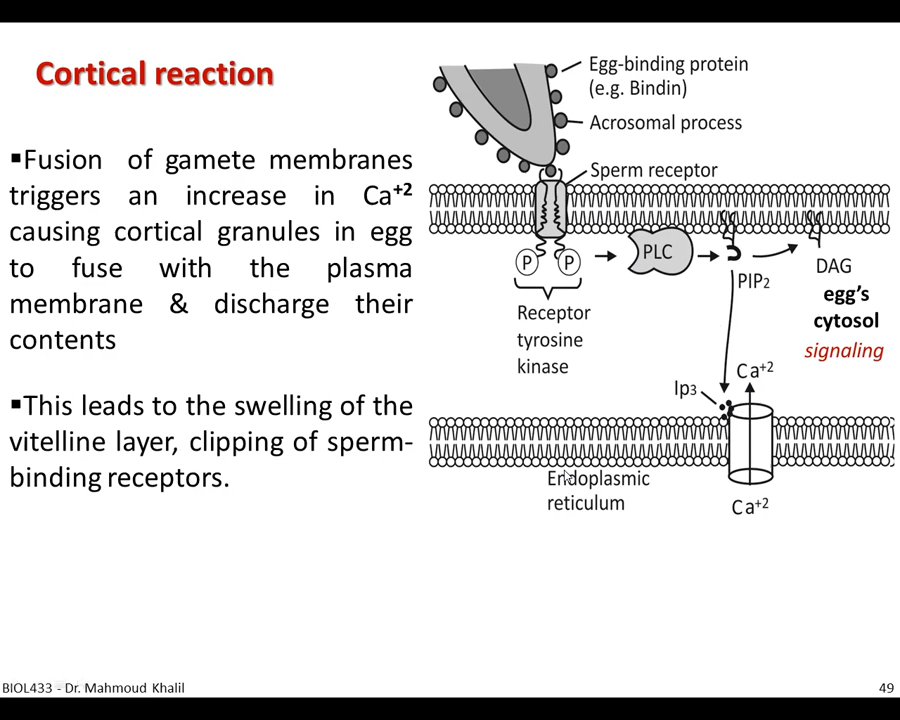 Cortical reaction
▪Fusion of gamete membranes
triggers an increase in Ca⁺²
causing cortical granules in egg
to fuse with the plasma
membrane & discharge their
contents
▪This leads to the swelling of the
vitelline layer, clipping of sperm-
binding receptors.
Egg-binding protein
(e.g. Bindin)
Acrosomal process
Sperm receptor
P
P
PLC
PIP₂
DAG
egg's
cytosol
signaling
Receptor
tyrosine
kinase
Ca⁺²
Ip₃
Endoplasmic
reticulum
Ca⁺²
BIOL433 - Dr. Mahmoud Khalil
49